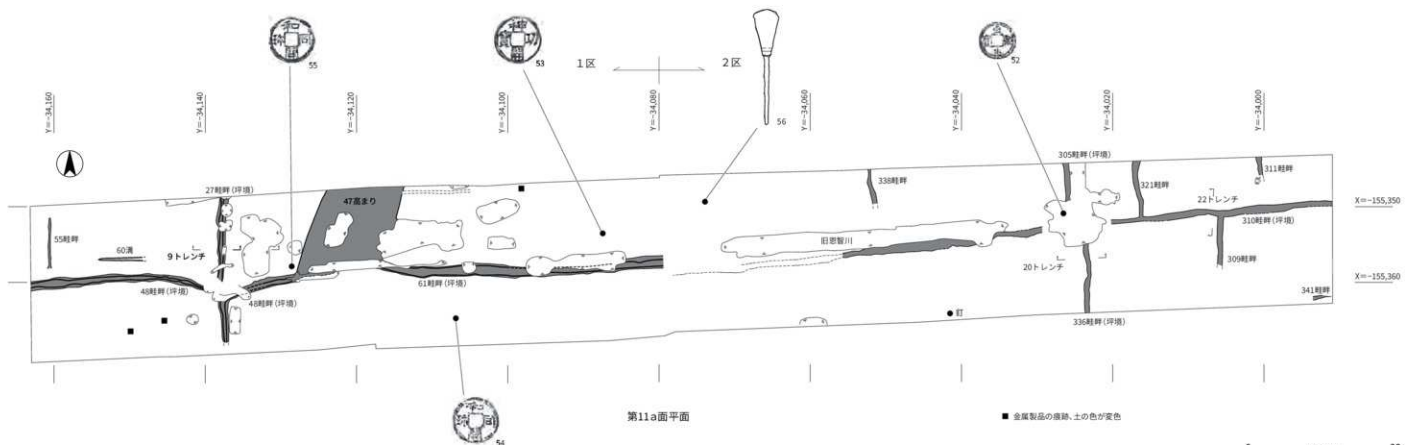 55
53
1区
2区
56
52
Y=-34,160
Y=-34,140
Y=-34,120
Y=-34,100
Y=-34,080
Y=-34,060
Y=-34,040
Y=-34,020
Y=-34,000
27畦畔(坪境)
47高まり
305畦畔(坪境)
338畦畔
321畦畔
311畦畔
22トレンチ
X=-155,350
310畦畔(坪境)
55畦畔
60溝
9トレンチ
旧恩智川
20トレンチ
309畦畔
X=-155,360
48畦畔(坪境)
48畦畔(坪境)
61畦畔(坪境)
341畦畔
釘
336畦畔(坪境)
54
第11a面平面
■ 金属製品の痕跡、土の色が変色